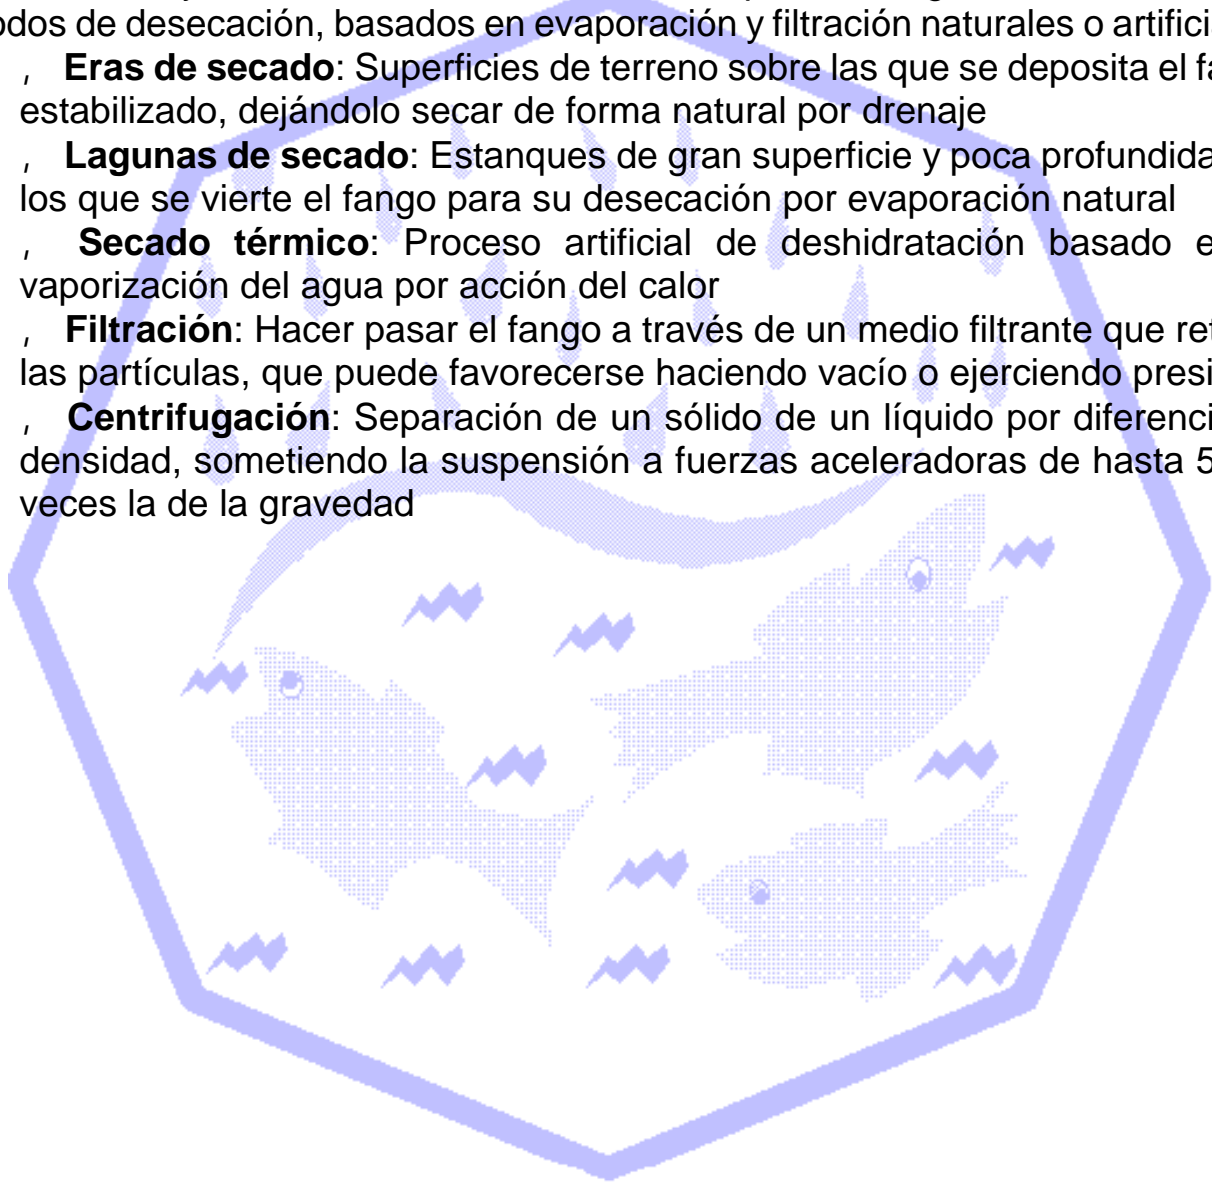 odos de desecación, basados en evaporación y filtración naturales o artificia
, Eras de secado: Superficies de terreno sobre las que se deposita el fa
estabilizado, dejándolo secar de forma natural por drenaje
, Lagunas de secado: Estanques de gran superficie y poca profundida
los que se vierte el fango para su desecación por evaporación natural
, Secado térmico: Proceso artificial de deshidratación basado e
vaporización del agua por acción del calor
, Filtración: Hacer pasar el fango a través de un medio filtrante que ret
las partículas, que puede favorecerse haciendo vacío o ejerciendo presi
, Centrifugación: Separación de un sólido de un líquido por diferenci
densidad, sometiendo la suspensión a fuerzas aceleradoras de hasta 5
veces la de la gravedad